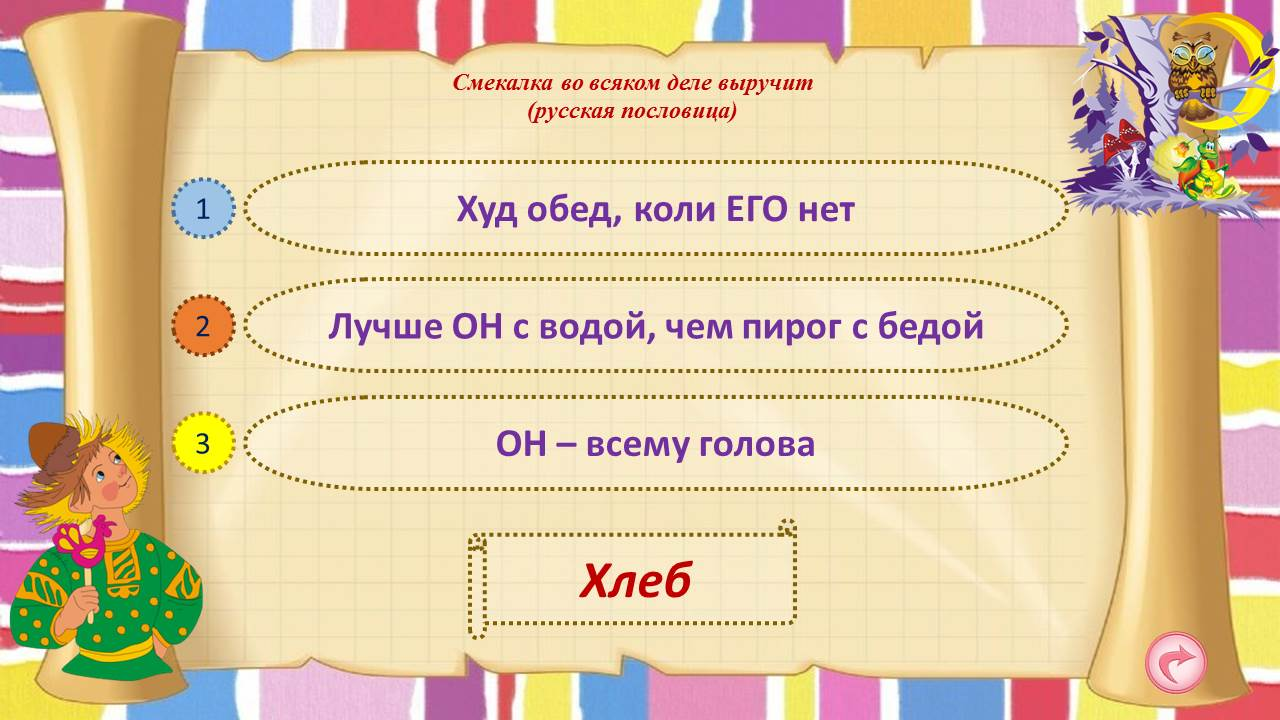 Смекалка во всяком деле выручит
(русская пословица)
1
Худ обед, коли ЕГО нет
2
Лучше ОН с водой, чем пирог с бедой
3
ОН – всему голова
Хлеб